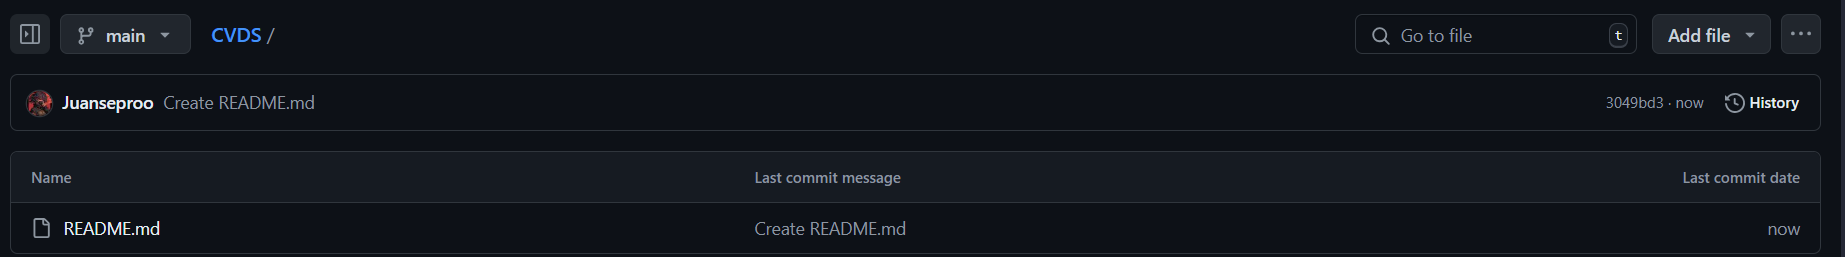 main CVDS / Go to file t Add file
Juanseproo Create README.md 3049bd3 · now History
Name Last commit message Last commit date
README.md Create README.md now